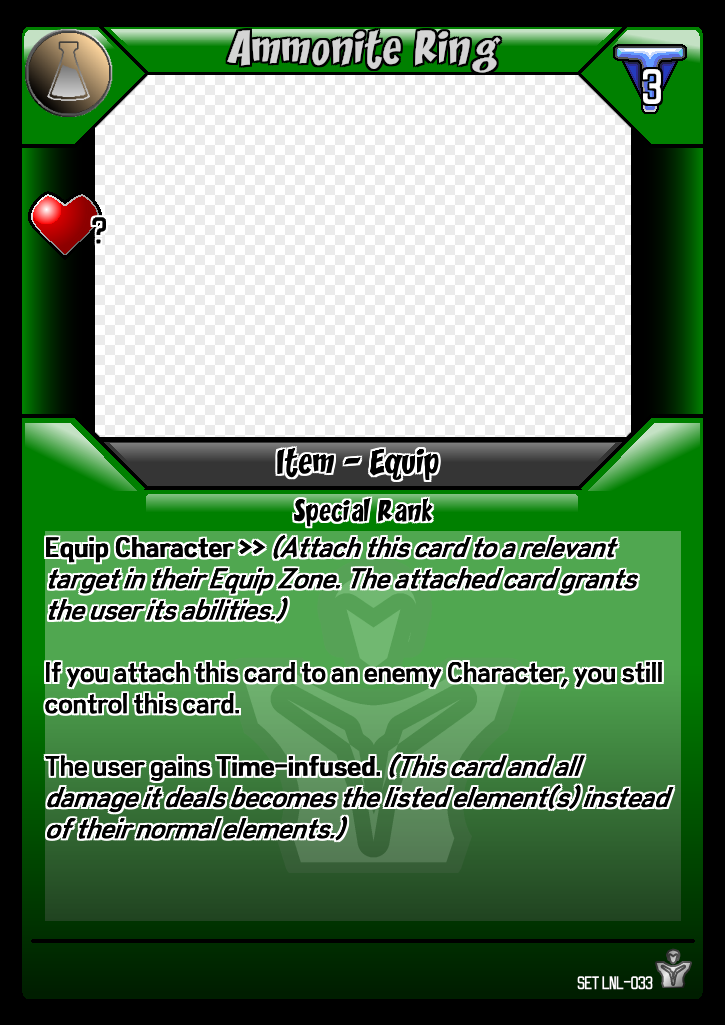 Ammonite Ring
3
?
Item - Equip
Special Rank
Equip Character >> (Attach this card to a relevant
target in their Equip Zone. The attached card grants
the user its abilities.)
If you attach this card to an enemy Character, you still
control this card.
The user gains Time-infused. (This card and all
damage it deals becomes the listed element(s) instead
of their normal elements.)
SET LNL-033